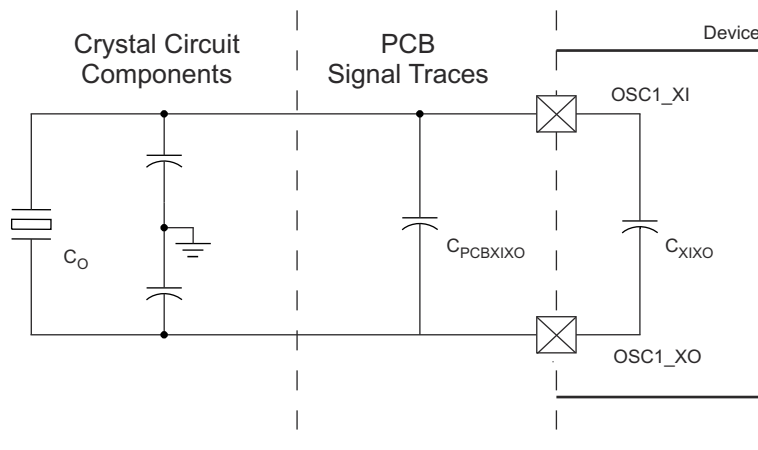 Crystal Circuit
Components
PCB
Signal Traces
Device
OSC1_XI
CO
CPCBXIXO
CXIXO
OSC1_XO